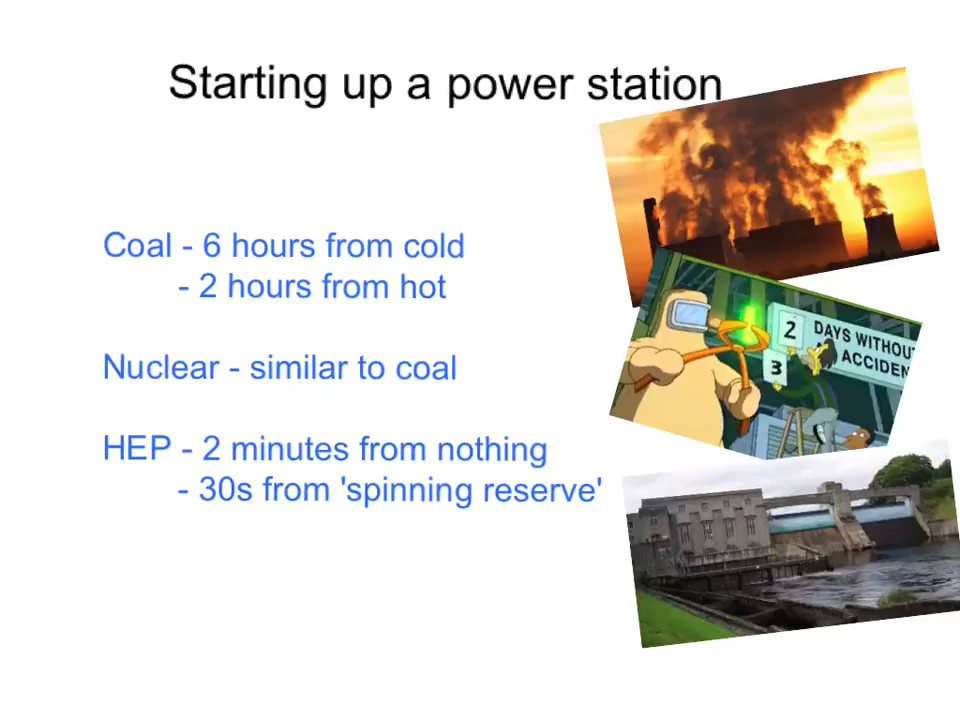 Starting up a power station
Coal - 6 hours from cold
- 2 hours from hot
Nuclear - similar to coal
HEP - 2 minutes from nothing
- 30s from 'spinning reserve'
2
DAYS WITHOUT
3
ACCIDEN